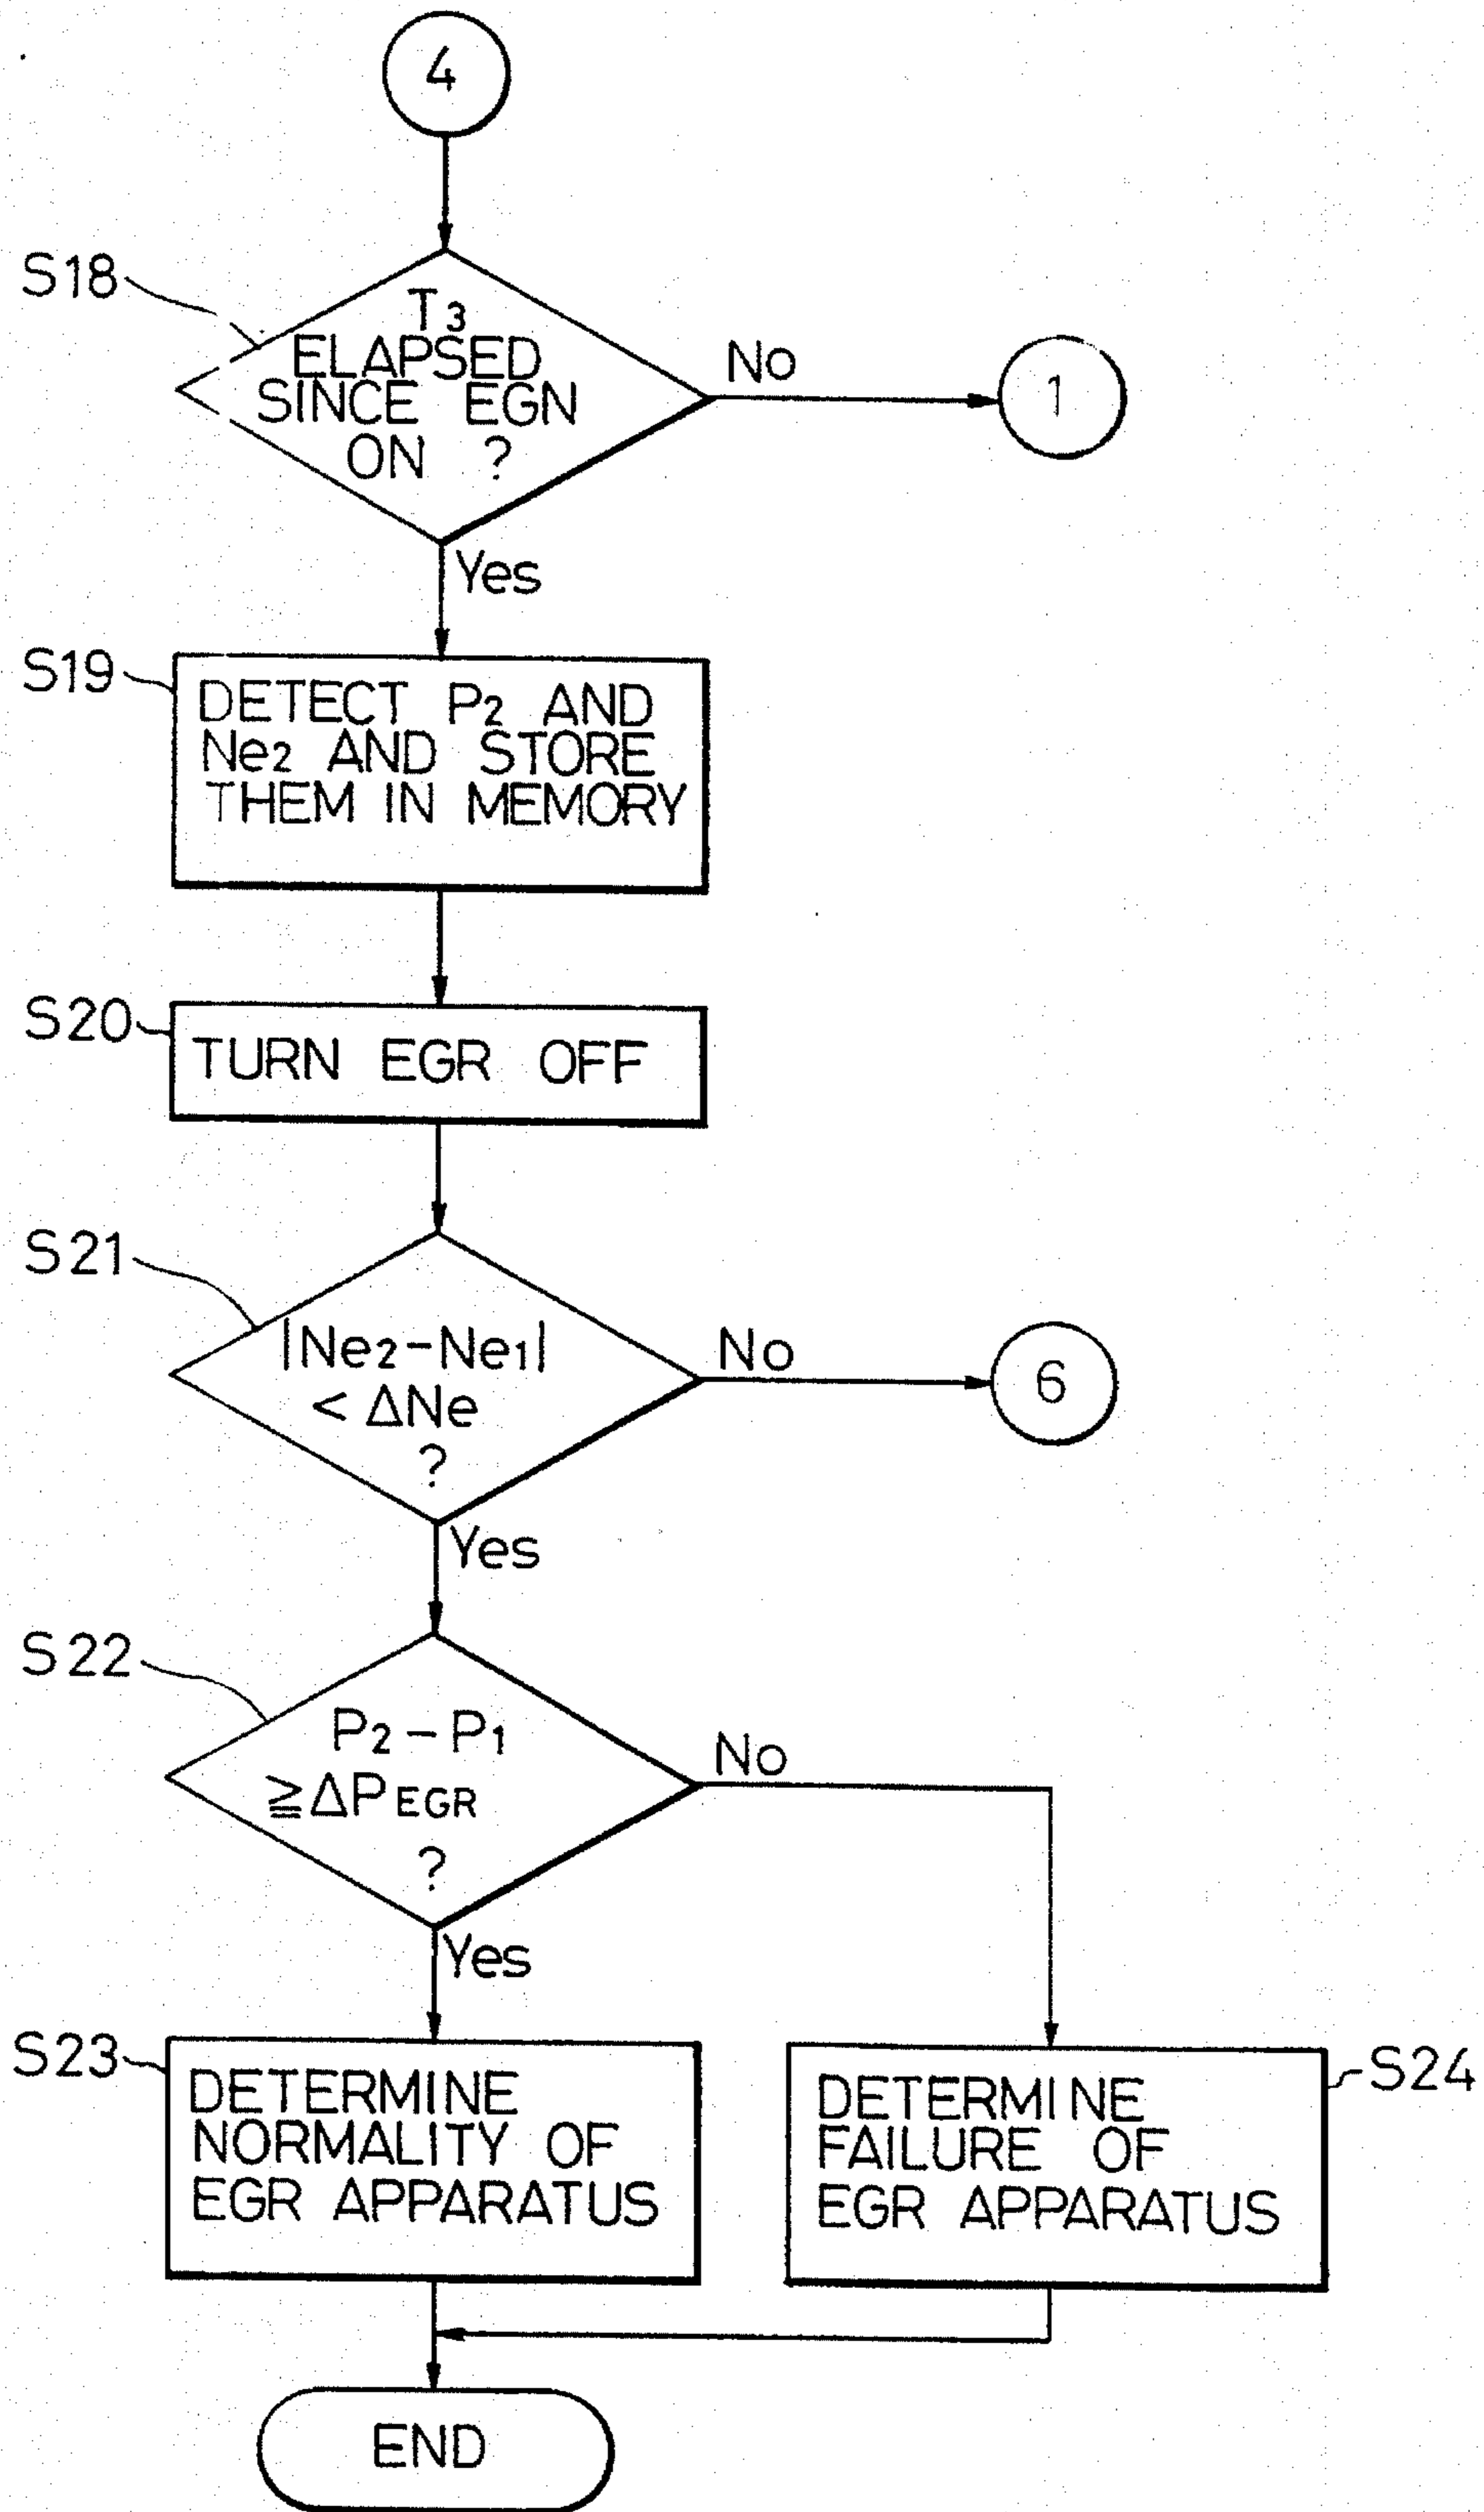 4
S18
T3
ELAPSED
SINCE EGN
ON ?
No
1
Yes
S19
DETECT P2 AND
Ne2 AND STORE
THEM IN MEMORY
S20
TURN EGR OFF
S21
|Ne2-Ne1|
< ΔNe
?
No
6
Yes
S22
P2-P1
≧ΔPEGR
?
No
Yes
S23
DETERMINE
NORMALITY OF
EGR APPARATUS
S24
DETERMINE
FAILURE OF
EGR APPARATUS
END